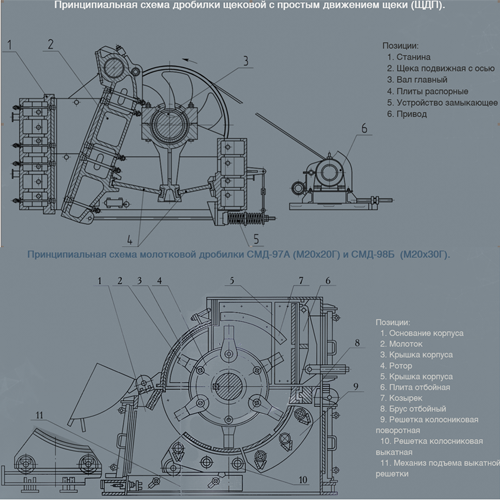 Принципиальная схема дробилки щековой с простым движением щеки (ЩДП).
1
2
3
Позиции:
1. Станина
2. Щека подвижная с осью
3. Вал главный
4. Плиты распорные
5. Устройство замыкающее
6. Привод
6
4
5
Принципиальная схема молотковой дробилки СМД-97А (М20х20Г) и СМД-98Б (М20х30Г).
1
2
3
4
5
7
6
Позиции:
1. Основание корпуса
2. Молоток
3. Крышка корпуса
4. Ротор
5. Крышка корпуса
6. Плита отбойная
7. Козырек
8. Брус отбойный
9. Решетка колосниковая
поворотная
10. Решетка колосниковая
выкатная
11. Механиз подъема выкатной
решетки
8
9
11
10